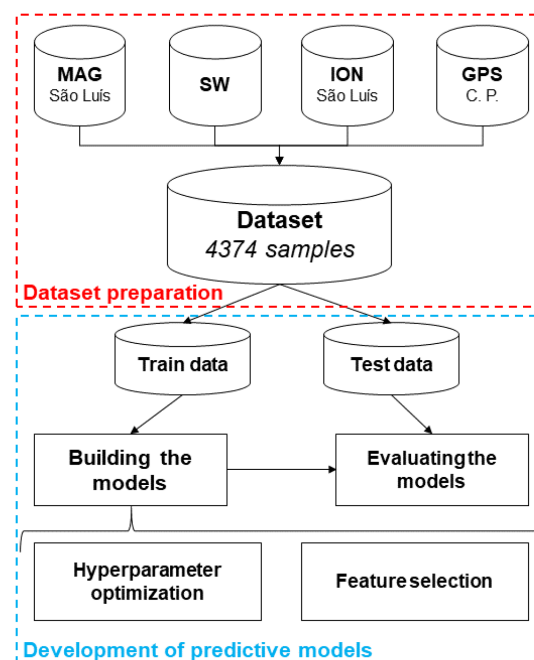 MAG
São Luís
SW
ION
São Luís
GPS
C. P.
Dataset
4374 samples
Dataset preparation
Train data
Test data
Building the
models
Evaluating the
models
Hyperparameter
optimization
Feature selection
Development of predictive models